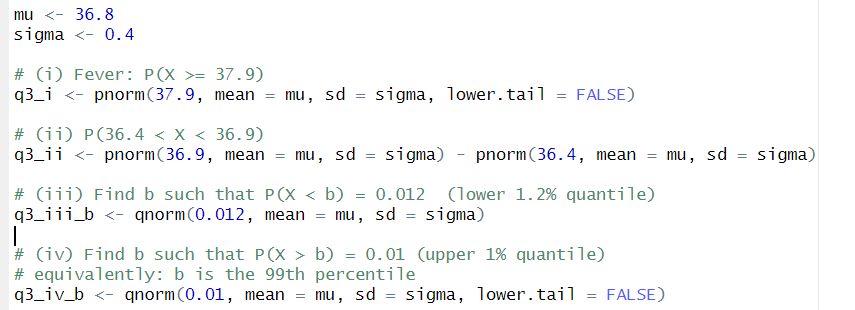 mu <- 36.8
sigma <- 0.4
# (i) Fever: P(X >= 37.9)
q3_i <- pnorm(37.9, mean = mu, sd = sigma, lower.tail = FALSE)
# (ii) P(36.4 < X < 36.9)
q3_ii <- pnorm(36.9, mean = mu, sd = sigma) - pnorm(36.4, mean = mu, sd = sigma)
# (iii) Find b such that P(X < b) = 0.012  (lower 1.2% quantile)
q3_iii_b <- qnorm(0.012, mean = mu, sd = sigma)
# (iv) Find b such that P(X > b) = 0.01 (upper 1% quantile)
# equivalently: b is the 99th percentile
q3_iv_b <- qnorm(0.01, mean = mu, sd = sigma, lower.tail = FALSE)